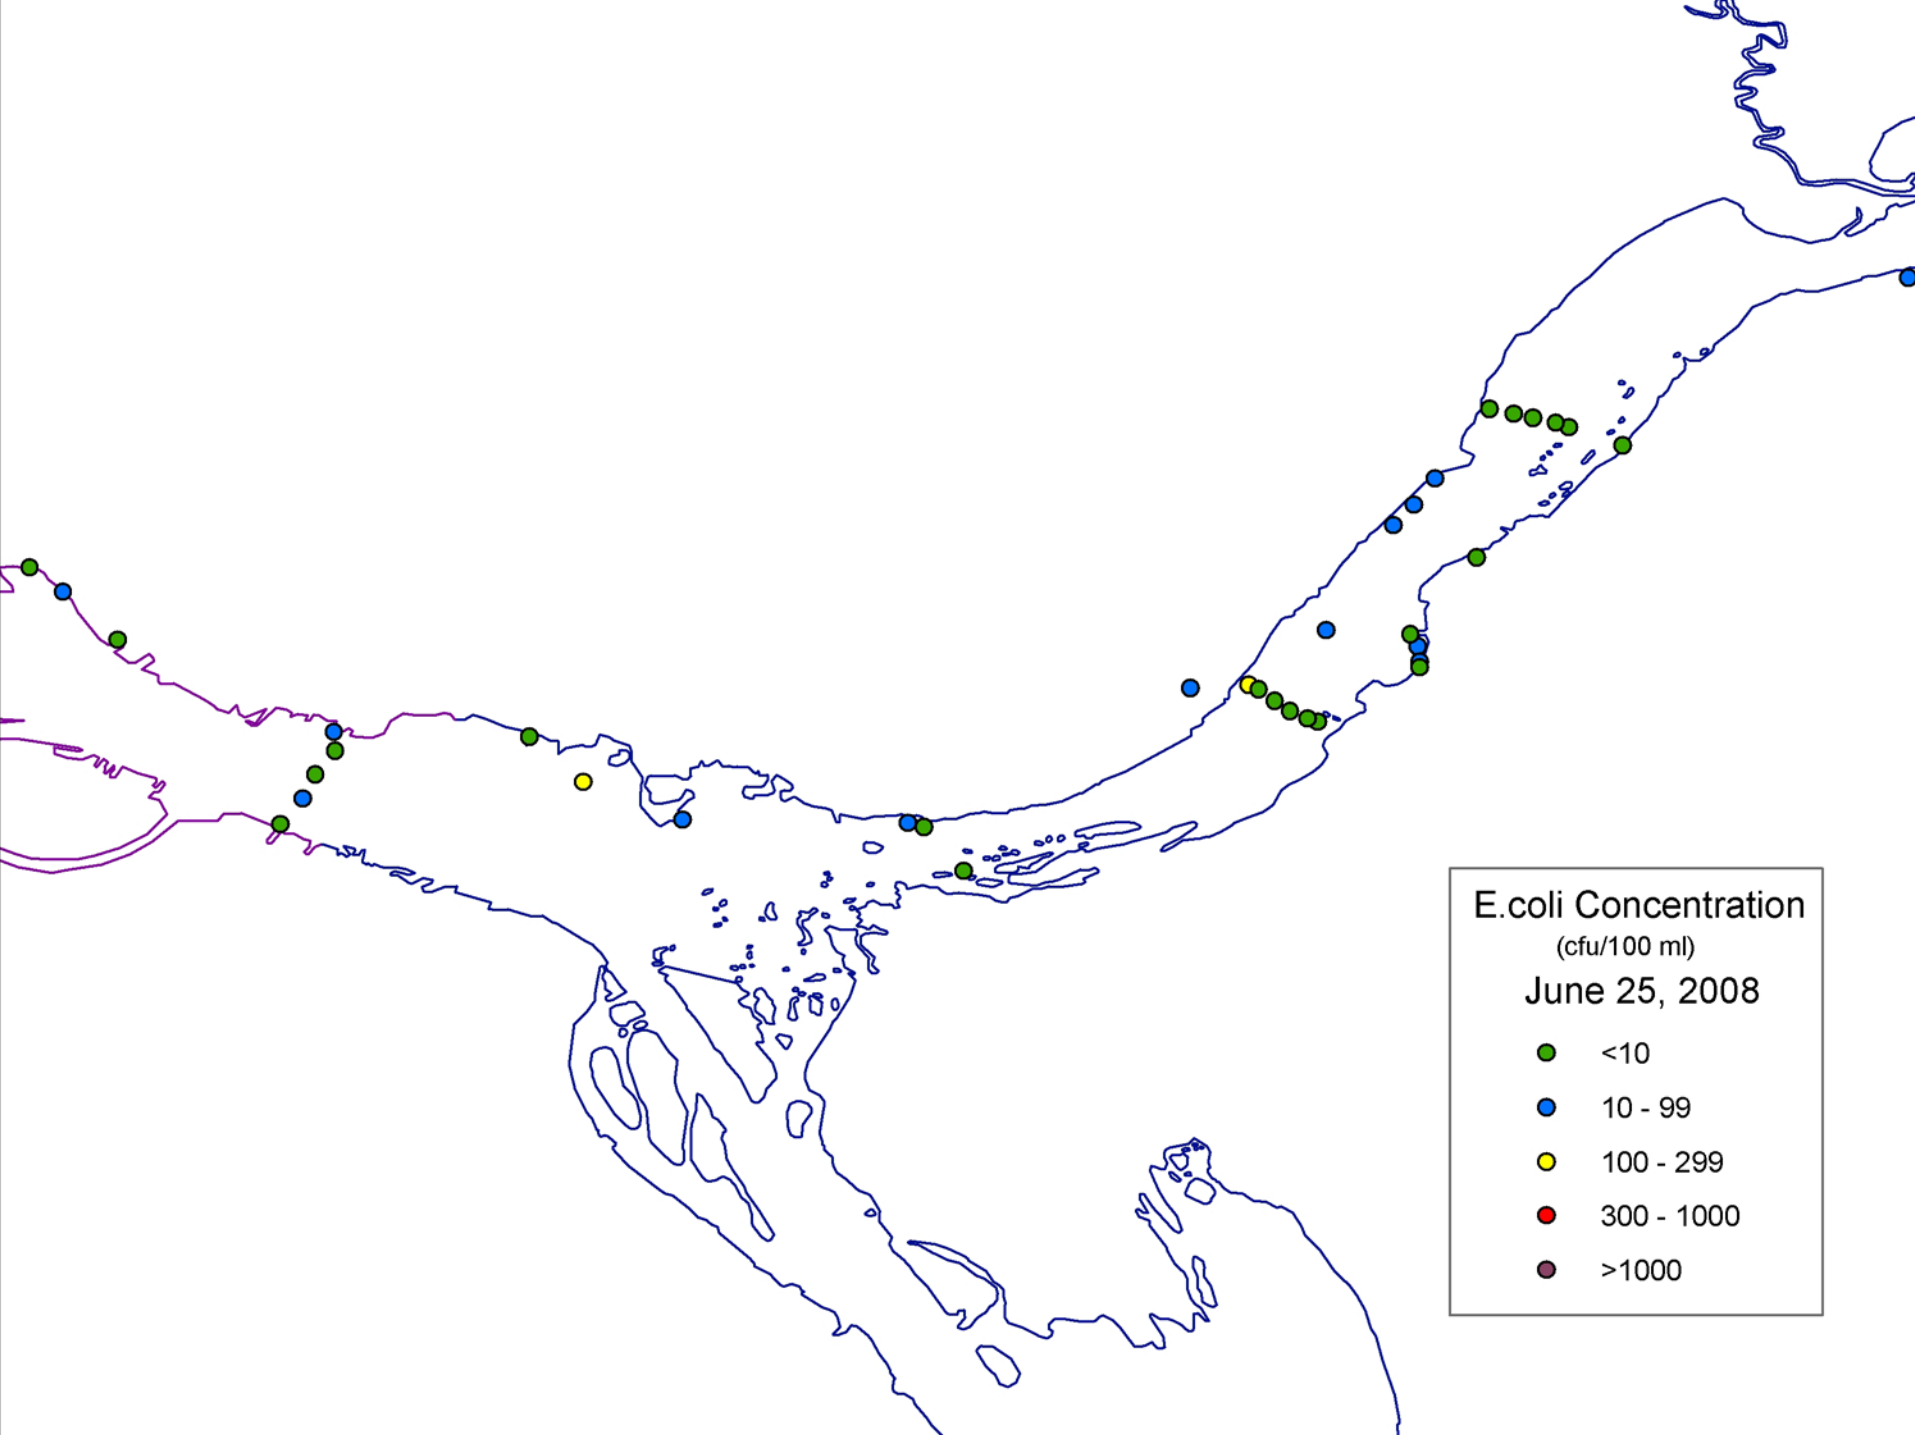 E.coli Concentration
(cfu/100 ml)
June 25, 2008
<10
10 - 99
100 - 299
300 - 1000
>1000